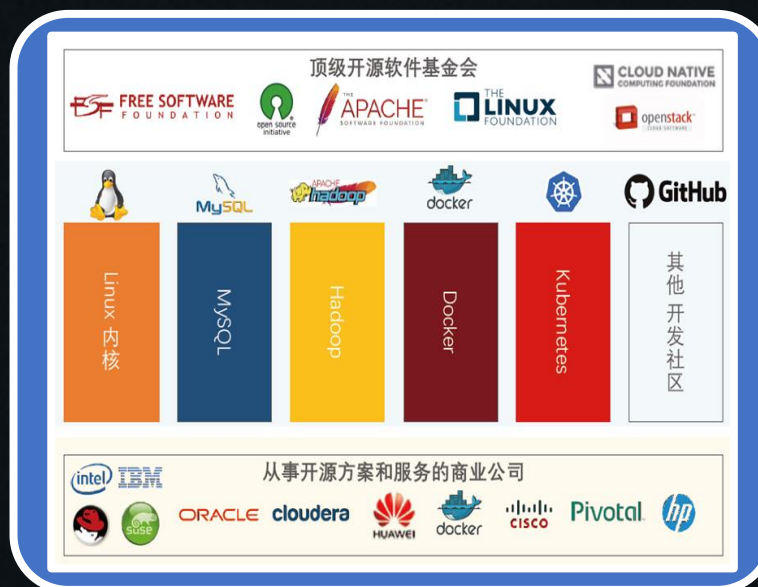 顶级开源软件基金会
FREE SOFTWARE
FOUNDATION
open source
initiative
THE
APACHE
SOFTWARE FOUNDATION
THE
LINUX
FOUNDATION
CLOUD NATIVE
COMPUTING FOUNDATION
openstack
CLOUD SOFTWARE
MySQL
APACHE
hadoop
docker
GitHub
Linux 内核
MySQL
Hadoop
Docker
Kubernetes
其他 开发社区
从事开源方案和服务的商业公司
intel
IBM
SUSE
ORACLE
cloudera
HUAWEI
docker
CISCO
Pivotal
hp